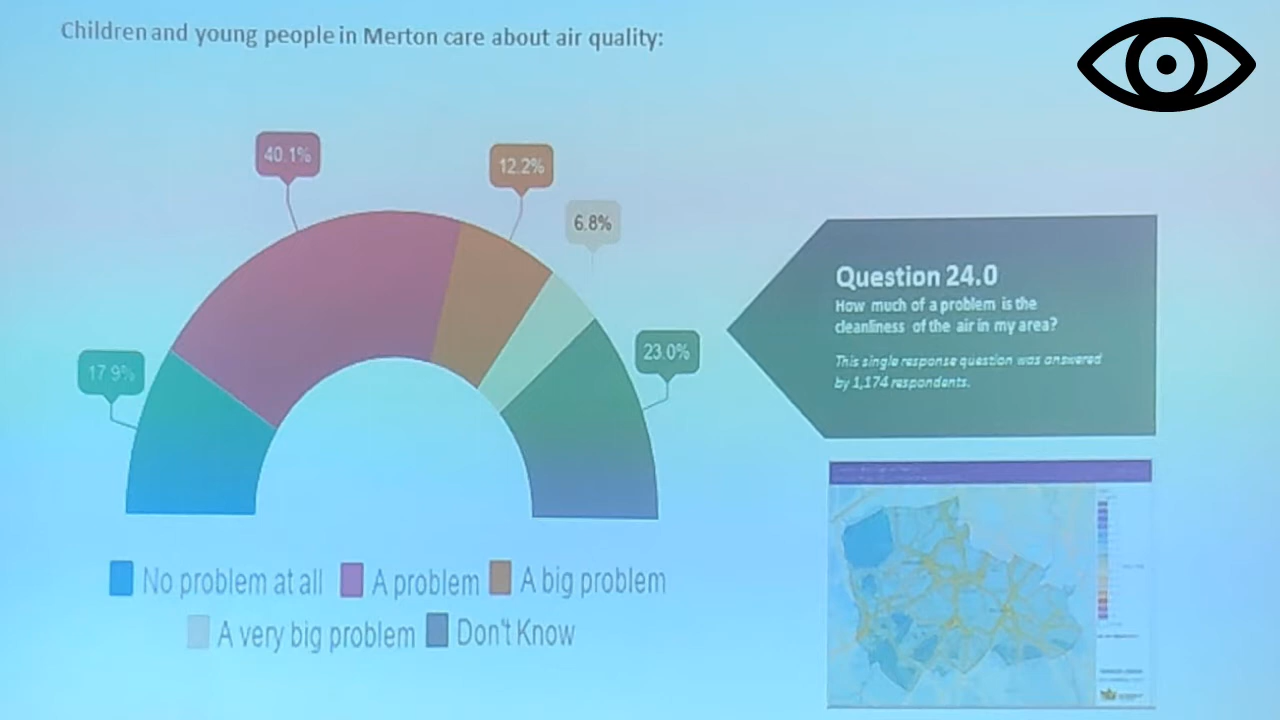 Children and young people in Merton care about air quality:
40.1%
12.2%
6.8%
17.9%
23.0%
Question 24.0
How much of a problem is the
cleanliness of the air in my area?
This single response question was answered
by 1,174 respondents.
No problem at all
A problem
A big problem
A very big problem
Don't Know